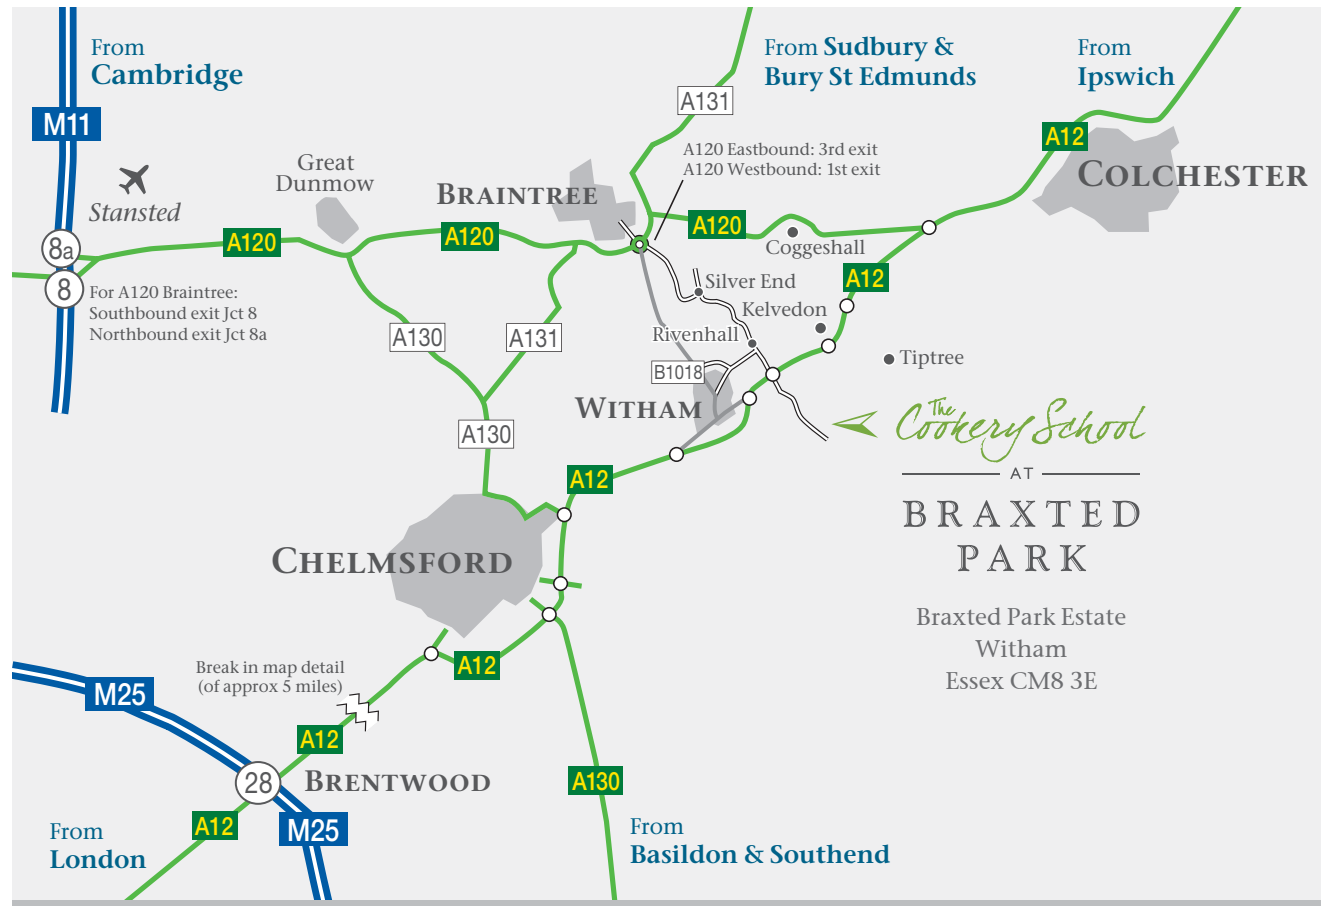 From
Cambridge
From Sudbury &
Bury St Edmunds
From
Ipswich
M11
A131
A12
A120 Eastbound: 3rd exit
A120 Westbound: 1st exit
Great
Dunmow
Stansted
BRAINTREE
COLCHESTER
8a
A120
A120
A120
Coggeshall
8
For A120 Braintree:
Southbound exit Jct 8
Northbound exit Jct 8a
Silver End
A12
Kelvedon
A130
A131
Rivenhall
Tiptree
B1018
WITHAM
The
Cookery School
AT
BRAXTED
PARK
A130
A12
CHELMSFORD
Braxted Park Estate
Witham
Essex CM8 3E
A12
Break in map detail
(of approx 5 miles)
M25
A12
28
BRENTWOOD
A130
A12
M25
From
London
From
Basildon & Southend